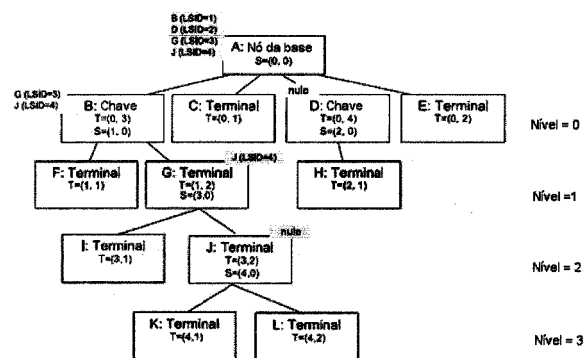 B (LSID=1)
D (LSID=2)
G (LSID=3)
J (LSID=4)
A: Nó da base
S=(0, 0)
G (LSID=3)
J (LSID=4)
B: Chave
T=(0, 3)
S=(1, 0)
C: Terminal
T=(0, 1)
nulo
D: Chave
T=(0, 4)
S=(2, 0)
E: Terminal
T=(0, 2)
Nível = 0
F: Terminal
T=(1, 1)
J (LSID=4)
G: Terminal
T=(1, 2)
S=(3,0)
H: Terminal
T=(2, 1)
Nível =1
I: Terminal
T=(3,1)
nulo
J: Terminal
T=(3,2)
S=(4,0)
Nível = 2
K: Terminal
T=(4,1)
L: Terminal
T=(4,2)
Nível = 3